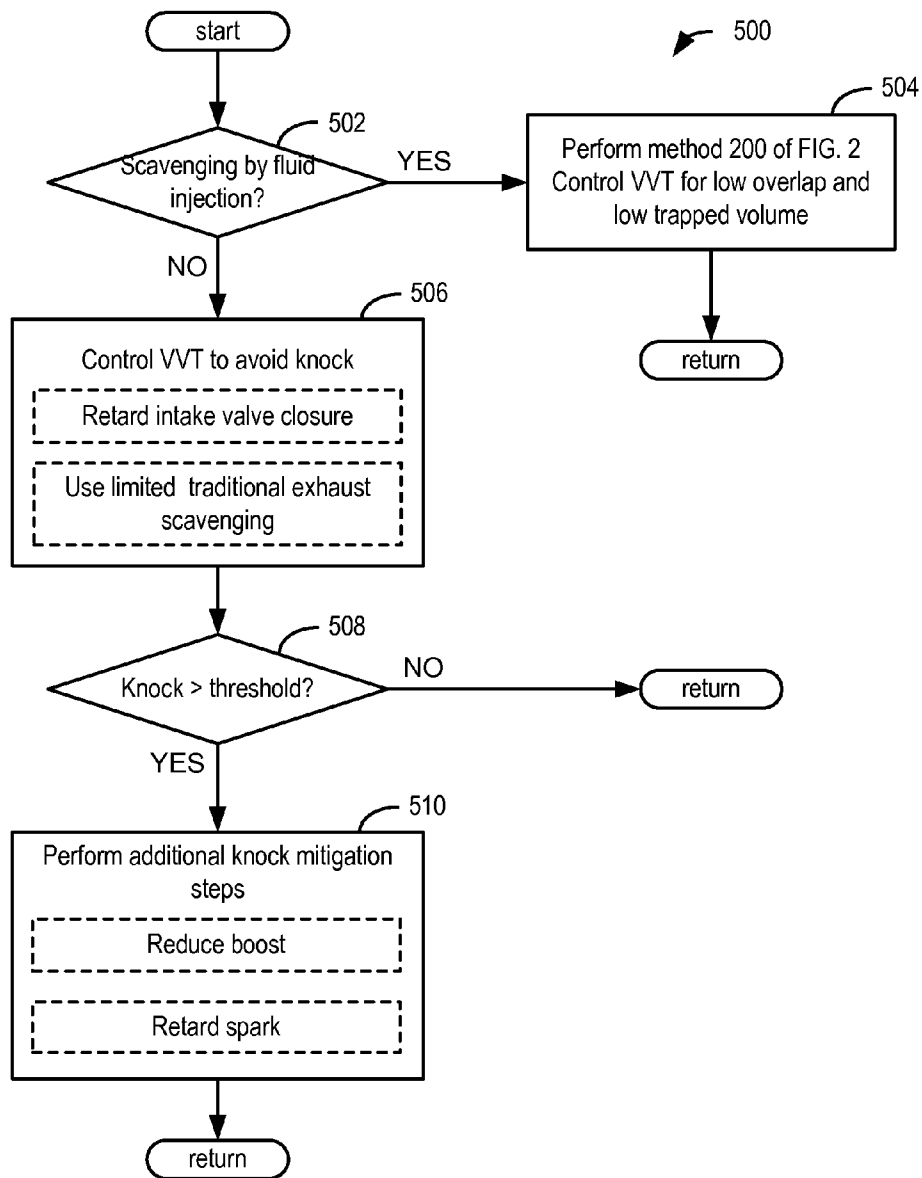 start
500
502
504
Scavenging by fluid
injection?
YES
Perform method 200 of FIG. 2
Control VVT for low overlap and
low trapped volume
NO
return
506
Control VVT to avoid knock
Retard intake valve closure
Use limited traditional exhaust
scavenging
508
Knock > threshold?
NO
return
YES
510
Perform additional knock mitigation
steps
Reduce boost
Retard spark
return